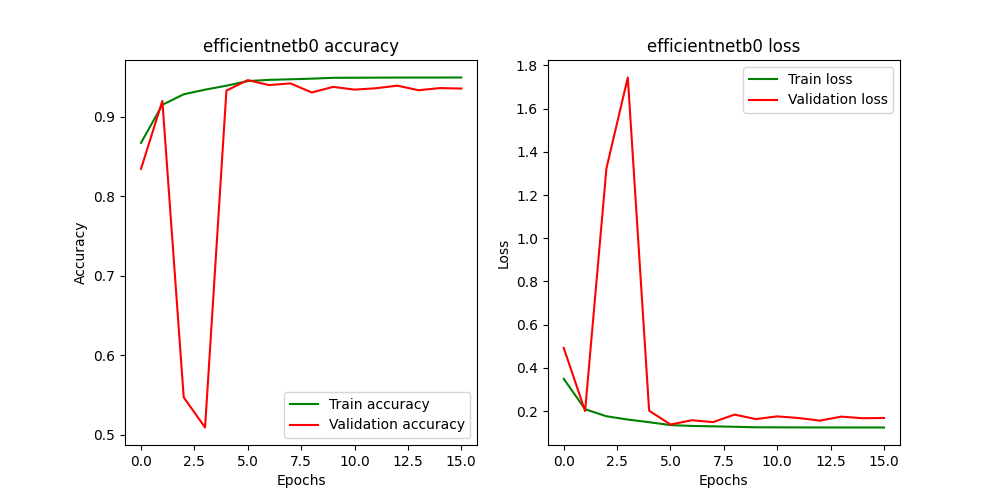 efficientnetb0 accuracy
Accuracy
0.9
0.8
0.7
0.6
0.5
Train accuracy
Validation accuracy
0.0 2.5 5.0 7.5 10.0 12.5 15.0
Epochs
efficientnetb0 loss
Loss
1.8
1.6
1.4
1.2
1.0
0.8
0.6
0.4
0.2
Train loss
Validation loss
0.0 2.5 5.0 7.5 10.0 12.5 15.0
Epochs